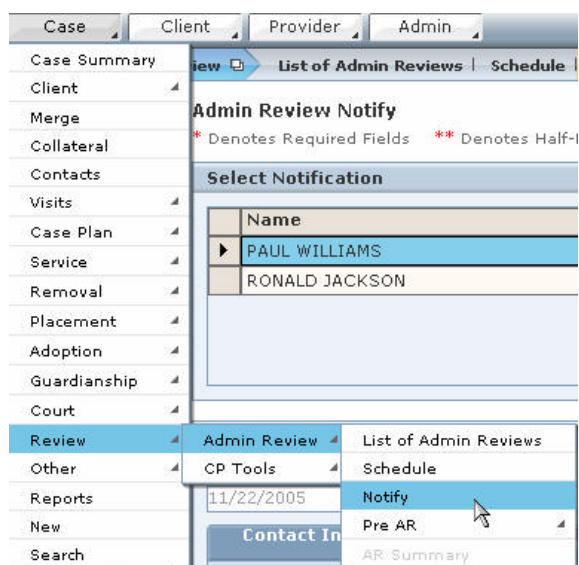 Case Client Provider Admin
Case Summary
Client
Merge
Collateral
Contacts
Visits
Case Plan
Service
Removal
Placement
Adoption
Guardianship
Court
Review
Other
Reports
New
Search
iew List of Admin Reviews | Schedule |
Admin Review Notify
* Denotes Required Fields ** Denotes Half-
Select Notification
Name
PAUL WILLIAMS
RONALD JACKSON
Admin Review
CP Tools
List of Admin Reviews
Schedule
Notify
Pre AR
AR Summary
11/22/2005
Contact In